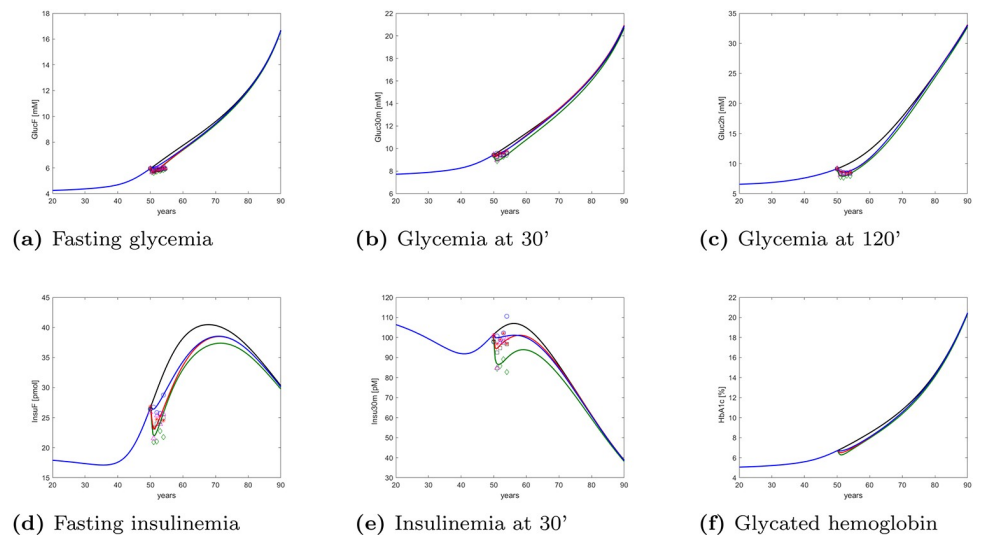 18
16
14
12
10
8
6
4
GlucF [mM]
20 30 40 50 60 70 80 90
years
(a) Fasting glycemia
22
20
18
16
14
12
10
8
6
Gluc30m [mM]
20 30 40 50 60 70 80 90
years
(b) Glycemia at 30'
35
30
25
20
15
10
5
Gluc2h [mM]
20 30 40 50 60 70 80 90
years
(c) Glycemia at 120'
45
40
35
30
25
20
15
InsuF [pmol]
20 30 40 50 60 70 80 90
years
(d) Fasting insulinemia
120
110
100
90
80
70
60
50
40
30
Insu30m [pM]
20 30 40 50 60 70 80 90
years
(e) Insulinemia at 30'
22
20
18
16
14
12
10
8
6
4
HbA1c [%]
20 30 40 50 60 70 80 90
years
(f) Glycated hemoglobin